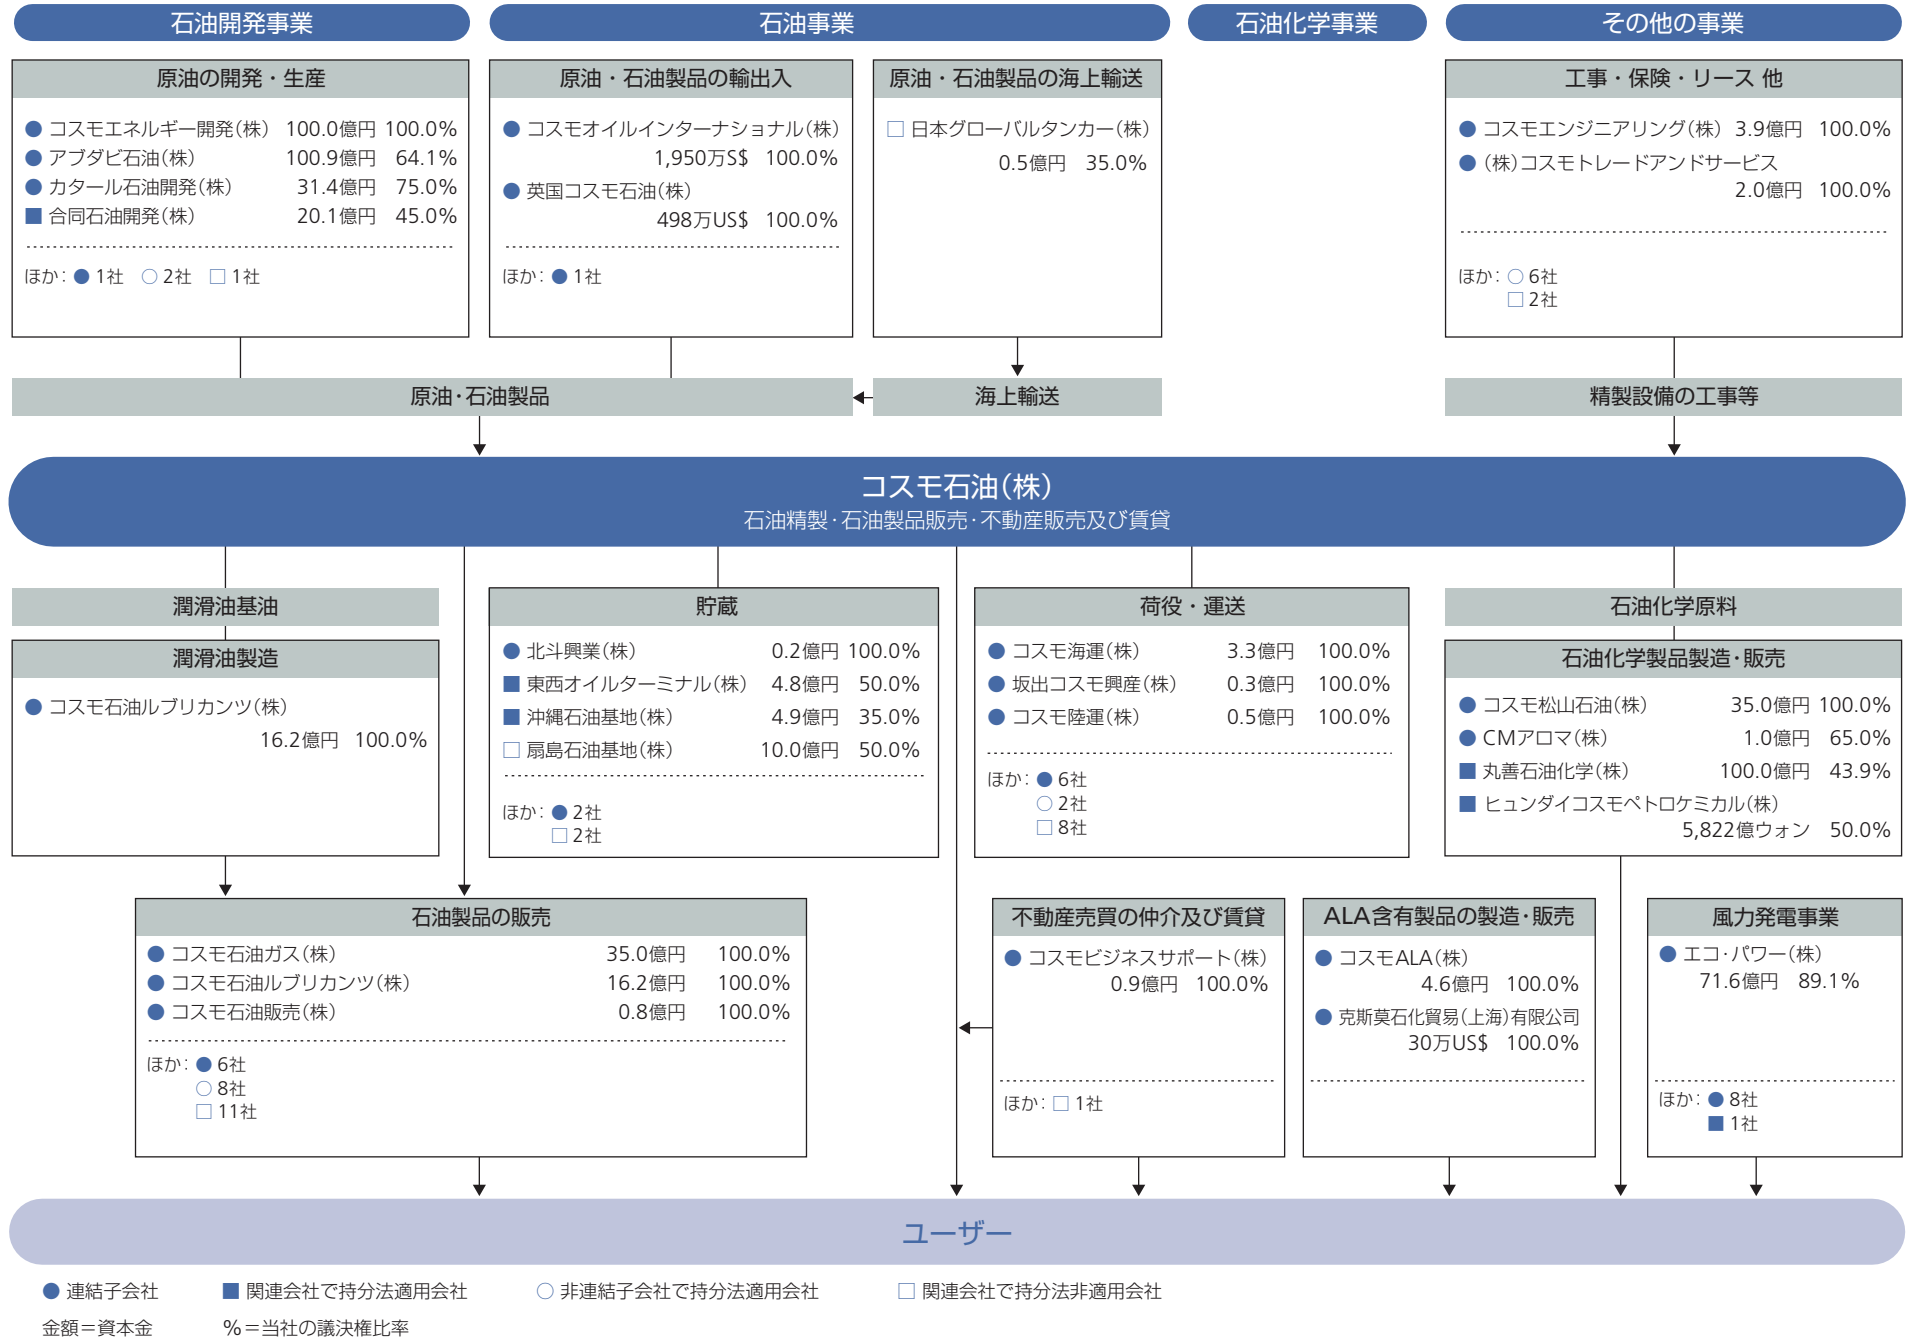 石油開発事業
石油事業
石油化学事業
その他の事業
原油の開発・生産
● コスモエネルギー開発(株) 100.0億円 100.0%
● アブダビ石油(株) 100.9億円 64.1%
● カタール石油開発(株) 31.4億円 75.0%
■ 合同石油開発(株) 20.1億円 45.0%
ほか: ● 1社 ○ 2社 □ 1社
原油・石油製品の輸出入
● コスモオイルインターナショナル(株)
1,950万S$ 100.0%
● 英国コスモ石油(株)
498万US$ 100.0%
ほか: ● 1社
原油・石油製品の海上輸送
□ 日本グローバルタンカー(株)
0.5億円 35.0%
工事・保険・リース 他
● コスモエンジニアリング(株) 3.9億円 100.0%
● (株)コスモトレードアンドサービス
2.0億円 100.0%
ほか: ○ 6社
□ 2社
原油・石油製品
海上輸送
精製設備の工事等
コスモ石油(株)
石油精製・石油製品販売・不動産販売及び賃貸
潤滑油基油
潤滑油製造
● コスモ石油ルブリカンツ(株)
16.2億円 100.0%
貯蔵
● 北斗興業(株) 0.2億円 100.0%
■ 東西オイルターミナル(株) 4.8億円 50.0%
■ 沖縄石油基地(株) 4.9億円 35.0%
□ 扇島石油基地(株) 10.0億円 50.0%
ほか: ● 2社
□ 2社
荷役・運送
● コスモ海運(株) 3.3億円 100.0%
● 坂出コスモ興産(株) 0.3億円 100.0%
● コスモ陸運(株) 0.5億円 100.0%
ほか: ● 6社
○ 2社
□ 8社
石油化学原料
石油化学製品製造・販売
● コスモ松山石油(株) 35.0億円 100.0%
● CMアロマ(株) 1.0億円 65.0%
■ 丸善石油化学(株) 100.0億円 43.9%
■ ヒュンダイコスモペトロケミカル(株)
5,822億ウォン 50.0%
石油製品の販売
● コスモ石油ガス(株) 35.0億円 100.0%
● コスモ石油ルブリカンツ(株) 16.2億円 100.0%
● コスモ石油販売(株) 0.8億円 100.0%
ほか: ● 6社
○ 8社
□ 11社
不動産売買の仲介及び賃貸
● コスモビジネスサポート(株)
0.9億円 100.0%
ほか: □ 1社
ALA含有製品の製造・販売
● コスモALA(株)
4.6億円 100.0%
● 克斯莫石化貿易(上海)有限公司
30万US$ 100.0%
風力発電事業
● エコ・パワー(株)
71.6億円 89.1%
ほか: ● 8社
■ 1社
ユーザー
● 連結子会社 ■ 関連会社で持分法適用会社 ○ 非連結子会社で持分法適用会社 □ 関連会社で持分法非適用会社
金額=資本金 %=当社の議決権比率